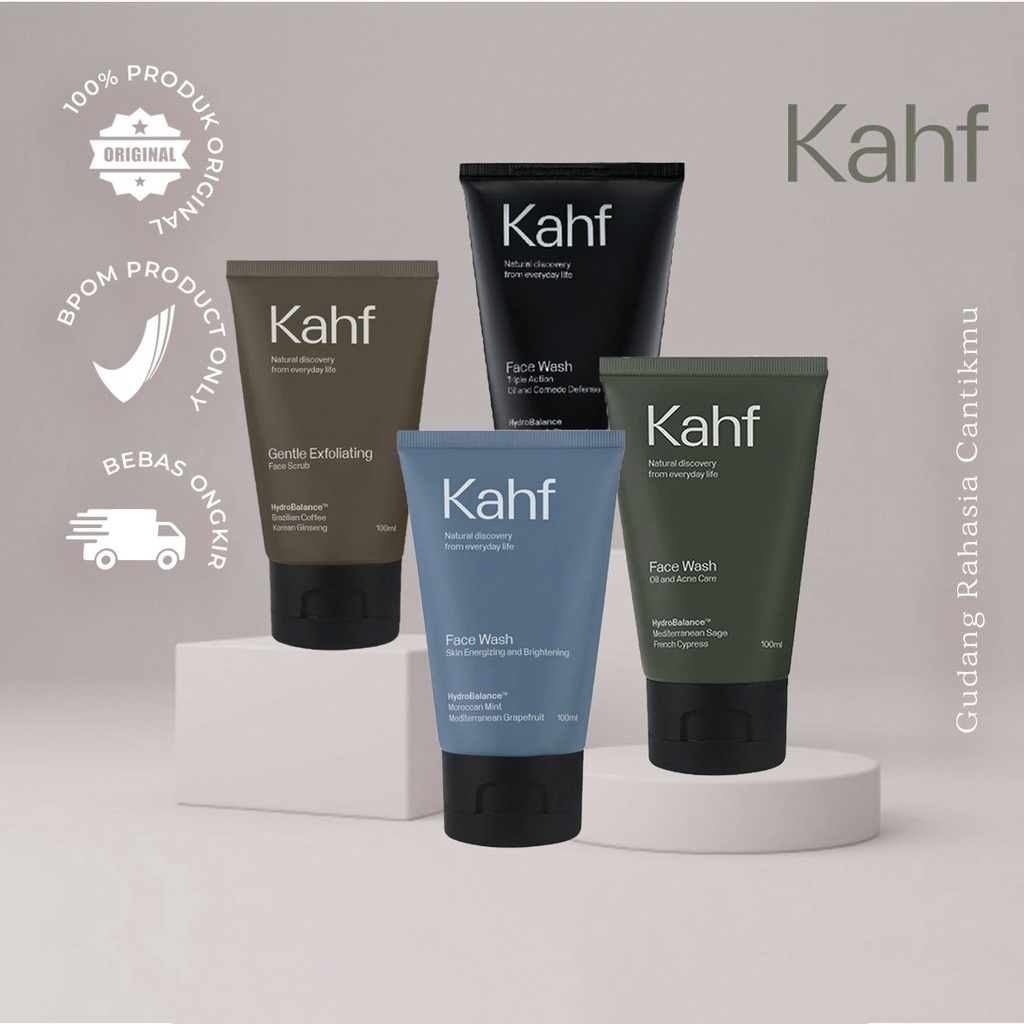 100% PRODUK ORIGINAL
ORIGINAL
BPOM PRODUCT ONLY
BEBAS ONGKIR
Kahf
Kahf
Natural discovery
from everyday life
Gentle Exfoliating
Face Scrub
HydroBalance™
Brazilian Coffee
Korean Ginseng
100ml
Kahf
Natural discovery
from everyday life
Face Wash
Triple Action
Oil and Comedo Defense
HydroBalance
Kahf
Natural discovery
from everyday life
Face Wash
Skin Energizing and Brightening
HydroBalance™
Moroccan Mint
Mediterranean Grapefruit 100ml
Kahf
Natural discovery
from everyday life
Face Wash
Oil and Acne Care
HydroBalance™
Mediterranean Sage
French Cypress
100ml
Gudang Rahasia Cantikmu